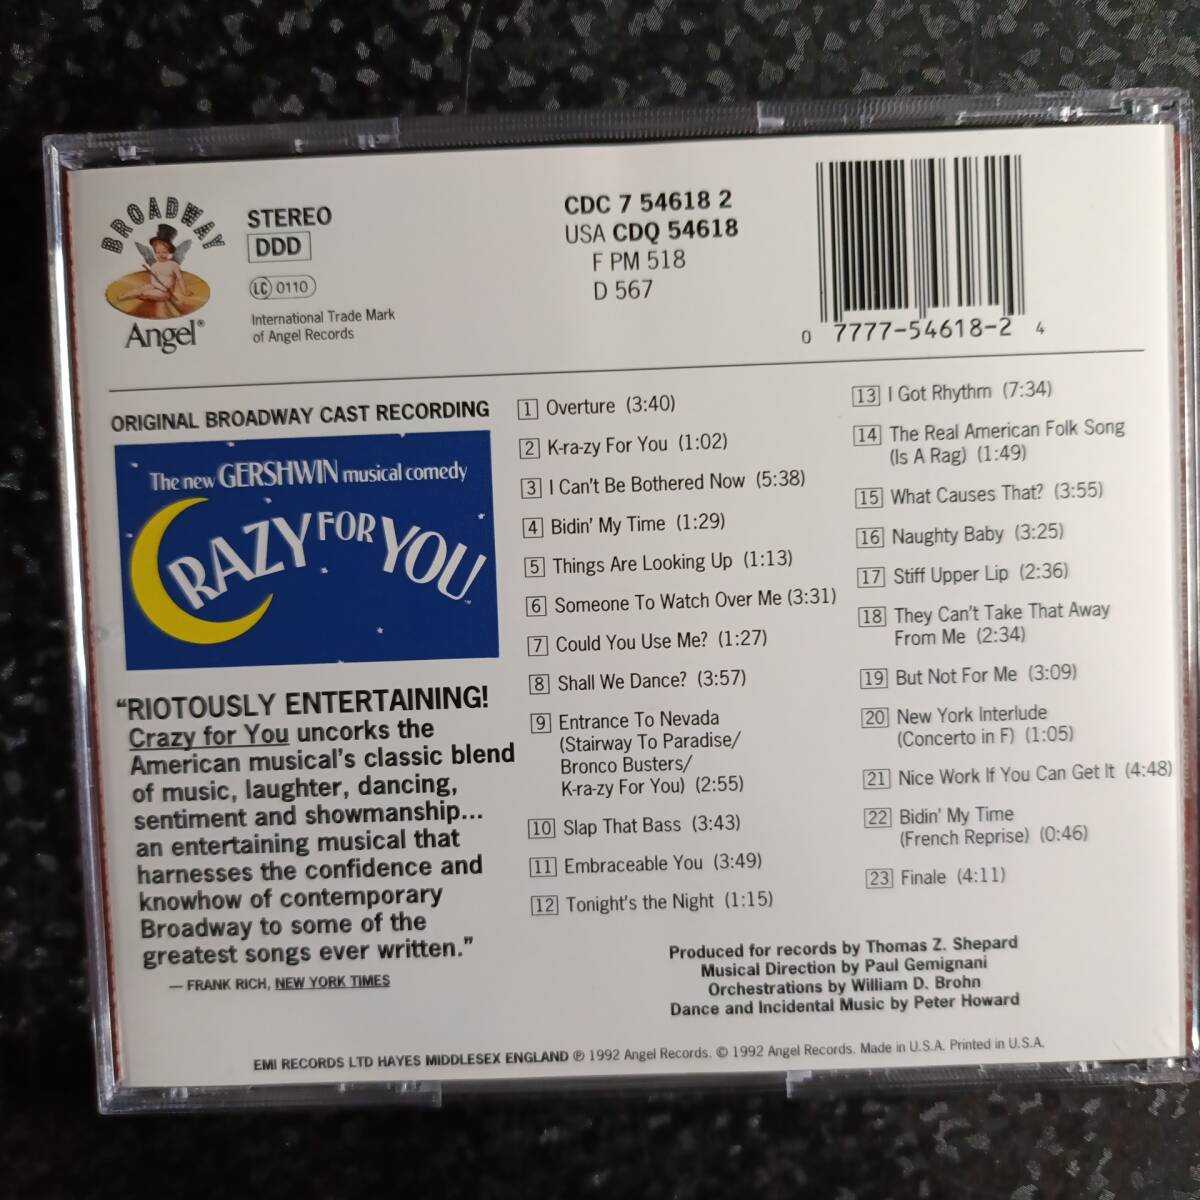 BROADWAY
Angel®
STEREO
DDD
LC 0110
International Trade Mark
of Angel Records
CDC 7 54618 2
USA CDQ 54618
F PM 518
D 567
0 7777-54618-2 4
ORIGINAL BROADWAY CAST RECORDING
The new GERSHWIN musical comedy
CRAZY FOR YOU™
"RIOTOUSLY ENTERTAINING!
Crazy for You uncorks the
American musical's classic blend
of music, laughter, dancing,
sentiment and showmanship...
an entertaining musical that
harnesses the confidence and
knowhow of contemporary
Broadway to some of the
greatest songs ever written."
— FRANK RICH, NEW YORK TIMES
1 Overture (3:40)
2 K-ra-zy For You (1:02)
3 I Can't Be Bothered Now (5:38)
4 Bidin' My Time (1:29)
5 Things Are Looking Up (1:13)
6 Someone To Watch Over Me (3:31)
7 Could You Use Me? (1:27)
8 Shall We Dance? (3:57)
9 Entrance To Nevada
(Stairway To Paradise/
Bronco Busters/
K-ra-zy For You) (2:55)
10 Slap That Bass (3:43)
11 Embraceable You (3:49)
12 Tonight's the Night (1:15)
13 I Got Rhythm (7:34)
14 The Real American Folk Song
(Is A Rag) (1:49)
15 What Causes That? (3:55)
16 Naughty Baby (3:25)
17 Stiff Upper Lip (2:36)
18 They Can't Take That Away
From Me (2:34)
19 But Not For Me (3:09)
20 New York Interlude
(Concerto in F) (1:05)
21 Nice Work If You Can Get It (4:48)
22 Bidin' My Time
(French Reprise) (0:46)
23 Finale (4:11)
Produced for records by Thomas Z. Shepard
Musical Direction by Paul Gemignani
Orchestrations by William D. Brohn
Dance and Incidental Music by Peter Howard
EMI RECORDS LTD HAYES MIDDLESEX ENGLAND ℗ 1992 Angel Records. © 1992 Angel Records. Made in U.S.A. Printed in U.S.A.